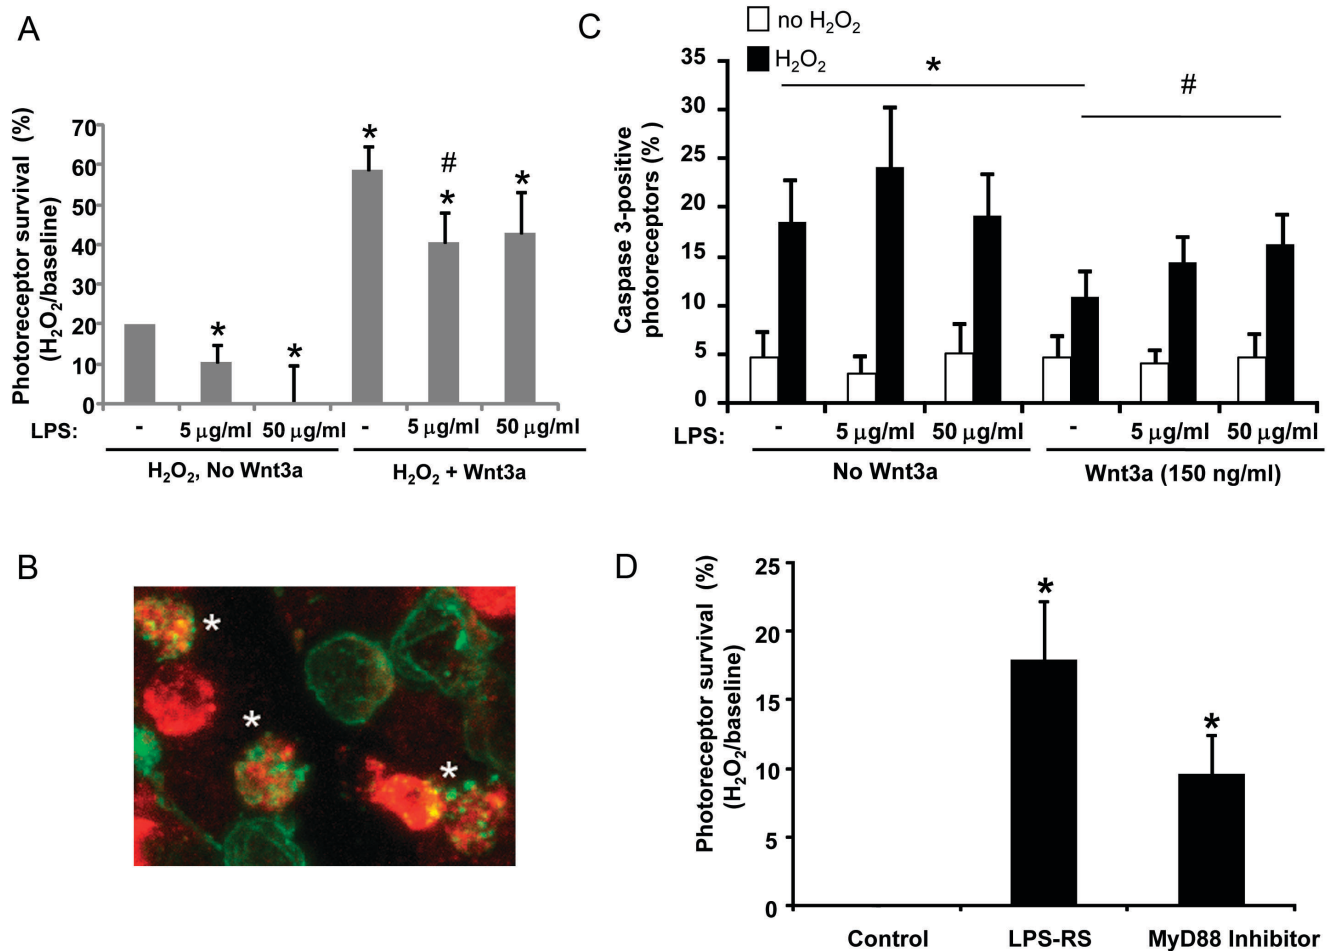 A
Photoreceptor survival (%)
(H₂O₂/baseline)
70
60
50
40
30
20
10
0
*
*
*
#
*
*
LPS:
-
5 μg/ml
50 μg/ml
-
5 μg/ml
50 μg/ml
H₂O₂, No Wnt3a
H₂O₂ + Wnt3a
C
no H₂O₂
H₂O₂
Caspase 3-positive
photoreceptors (%)
35
30
25
20
15
10
5
0
*
#
LPS:
-
5 μg/ml
50 μg/ml
-
5 μg/ml
50 μg/ml
No Wnt3a
Wnt3a (150 ng/ml)
B
*
*
*
D
Photoreceptor survival (%)
(H₂O₂/baseline)
25
20
15
10
5
0
*
*
Control
LPS-RS
MyD88 Inhibitor